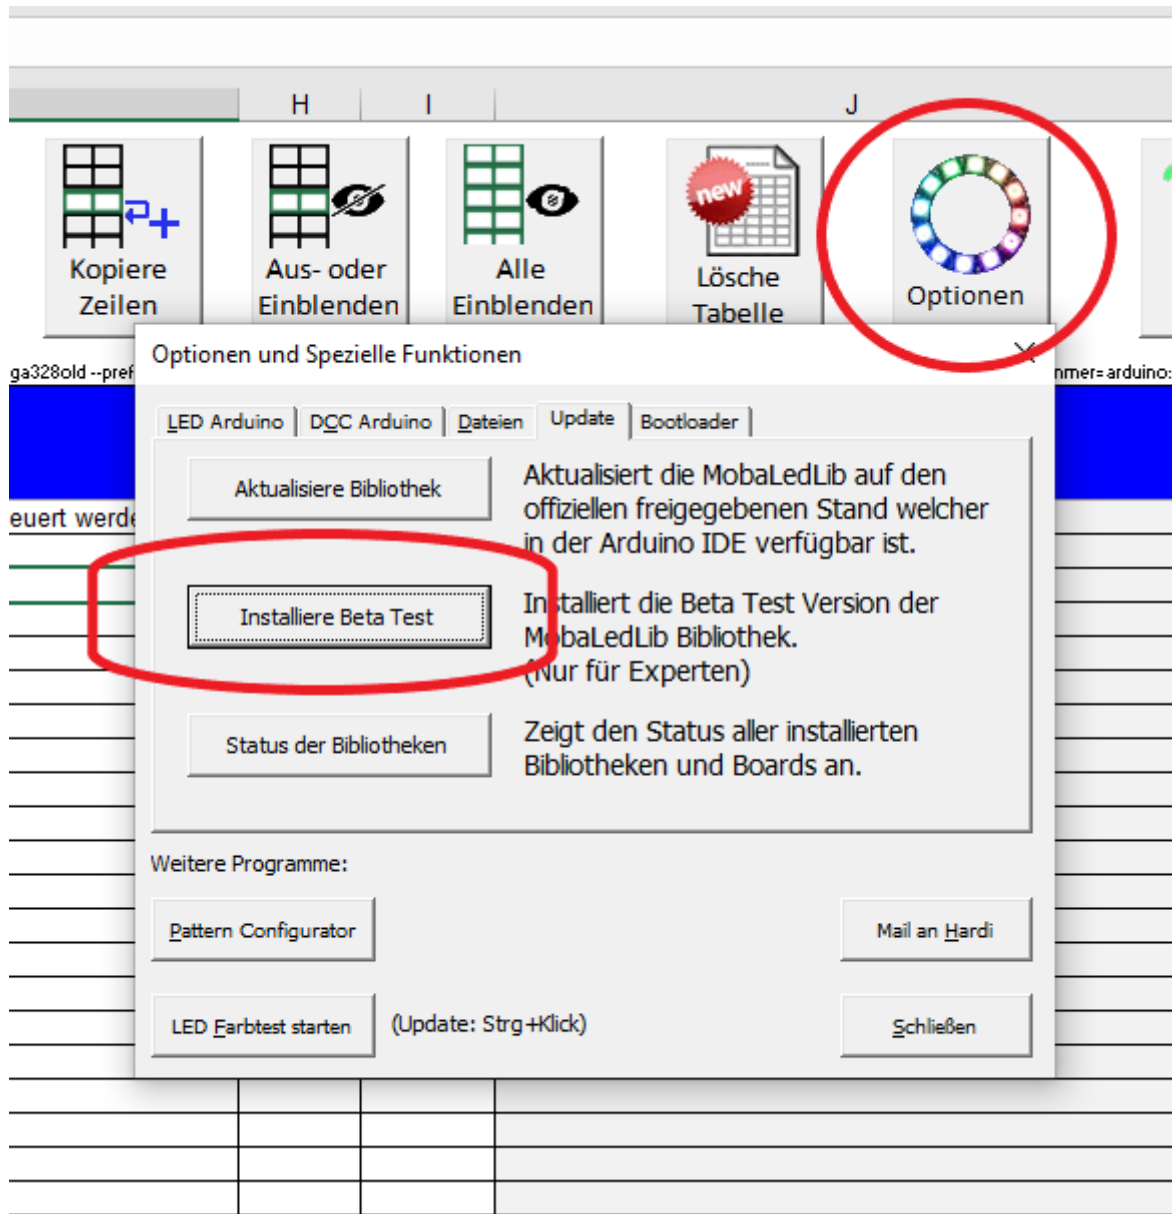 H I J
new
Kopiere
Zeilen
Aus- oder
Einblenden
Alle
Einblenden
Lösche
Tabelle
Optionen
ga328old --pref
nmer=arduino:
Optionen und Spezielle Funktionen
LED Arduino DCC Arduino Dateien Update Bootloader
euert werde
Aktualisiere Bibliothek
Aktualisiert die MobaLedLib auf den
offiziellen freigegebenen Stand welcher
in der Arduino IDE verfügbar ist.
Installiere Beta Test
Installiert die Beta Test Version der
MobaLedLib Bibliothek.
(Nur für Experten)
Status der Bibliotheken
Zeigt den Status aller installierten
Bibliotheken und Boards an.
Weitere Programme:
Pattern Configurator
Mail an Hardi
LED Farbtest starten
(Update: Strg+Klick)
Schließen